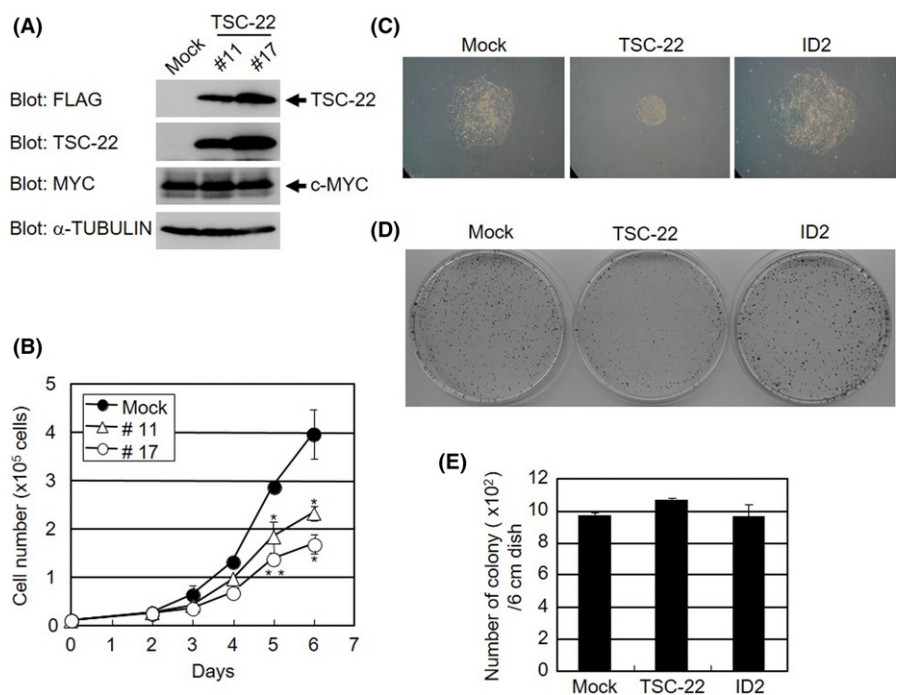 (A)
TSC-22
Mock
#11
#17
Blot: FLAG
TSC-22
Blot: TSC-22
Blot: MYC
c-MYC
Blot: α-TUBULIN
(B)
Cell number (x10⁵ cells)
5
4
3
2
1
0
Mock
# 11
# 17
*
*
* *
*
0 1 2 3 4 5 6 7
Days
(C)
Mock TSC-22 ID2
(D)
Mock TSC-22 ID2
(E)
Number of colony ( x10²)
/6 cm dish
12
10
8
6
4
2
0
Mock TSC-22 ID2